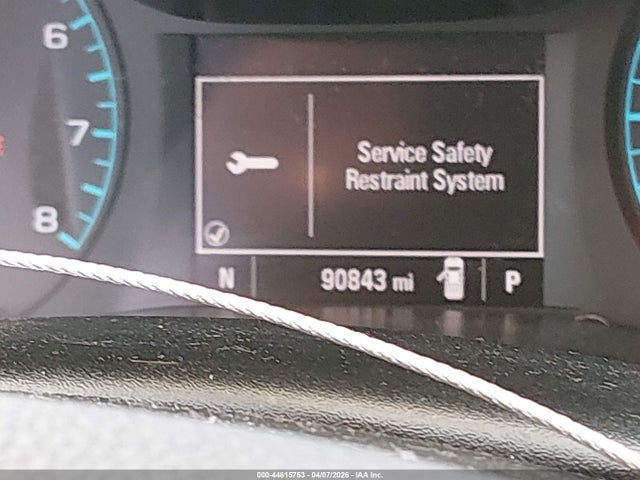 6
7
8
Service Safety
Restraint System
N
90843 mi
P
000-44815753 - 04/07/2026 - IAA Inc.